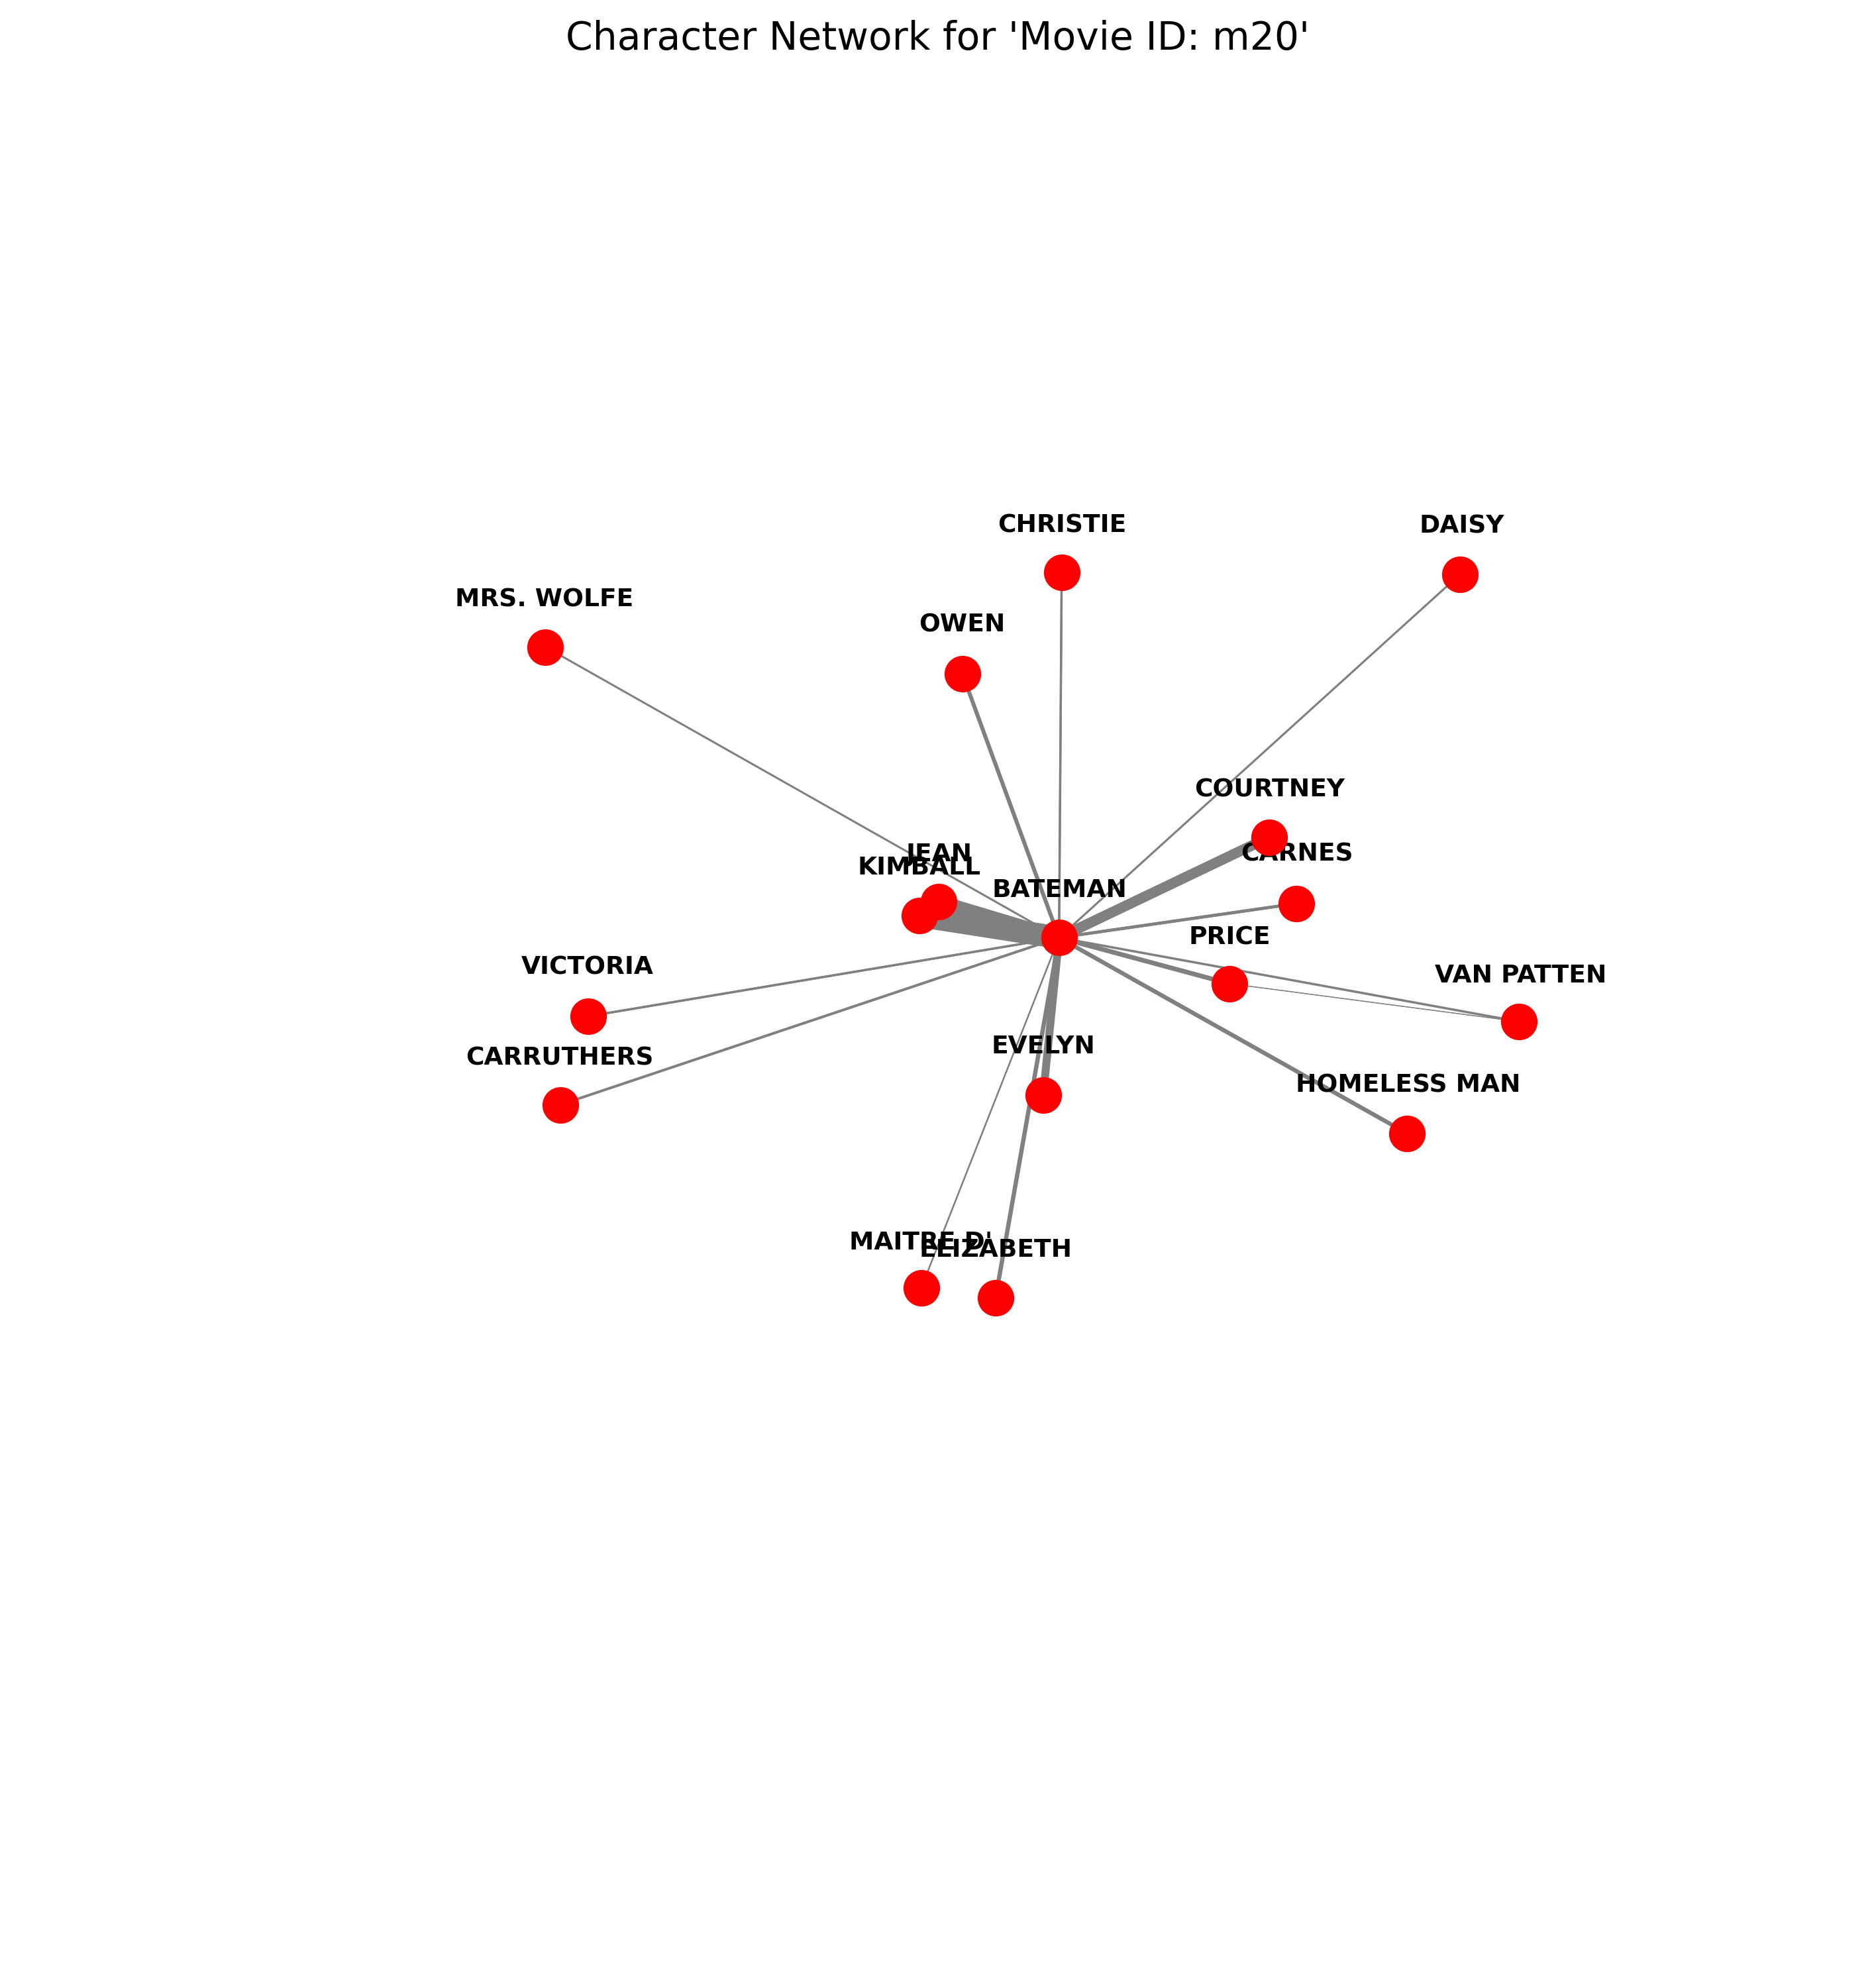 Character Network for 'Movie ID: m20'
CHRISTIE
DAISY
MRS. WOLFE
OWEN
COURTNEY
JEAN
CARNES
KIMBALL
BATEMAN
PRICE
VICTORIA
VAN PATTEN
EVELYN
CARRUTHERS
HOMELESS MAN
MAITRE D'
ELIZABETH